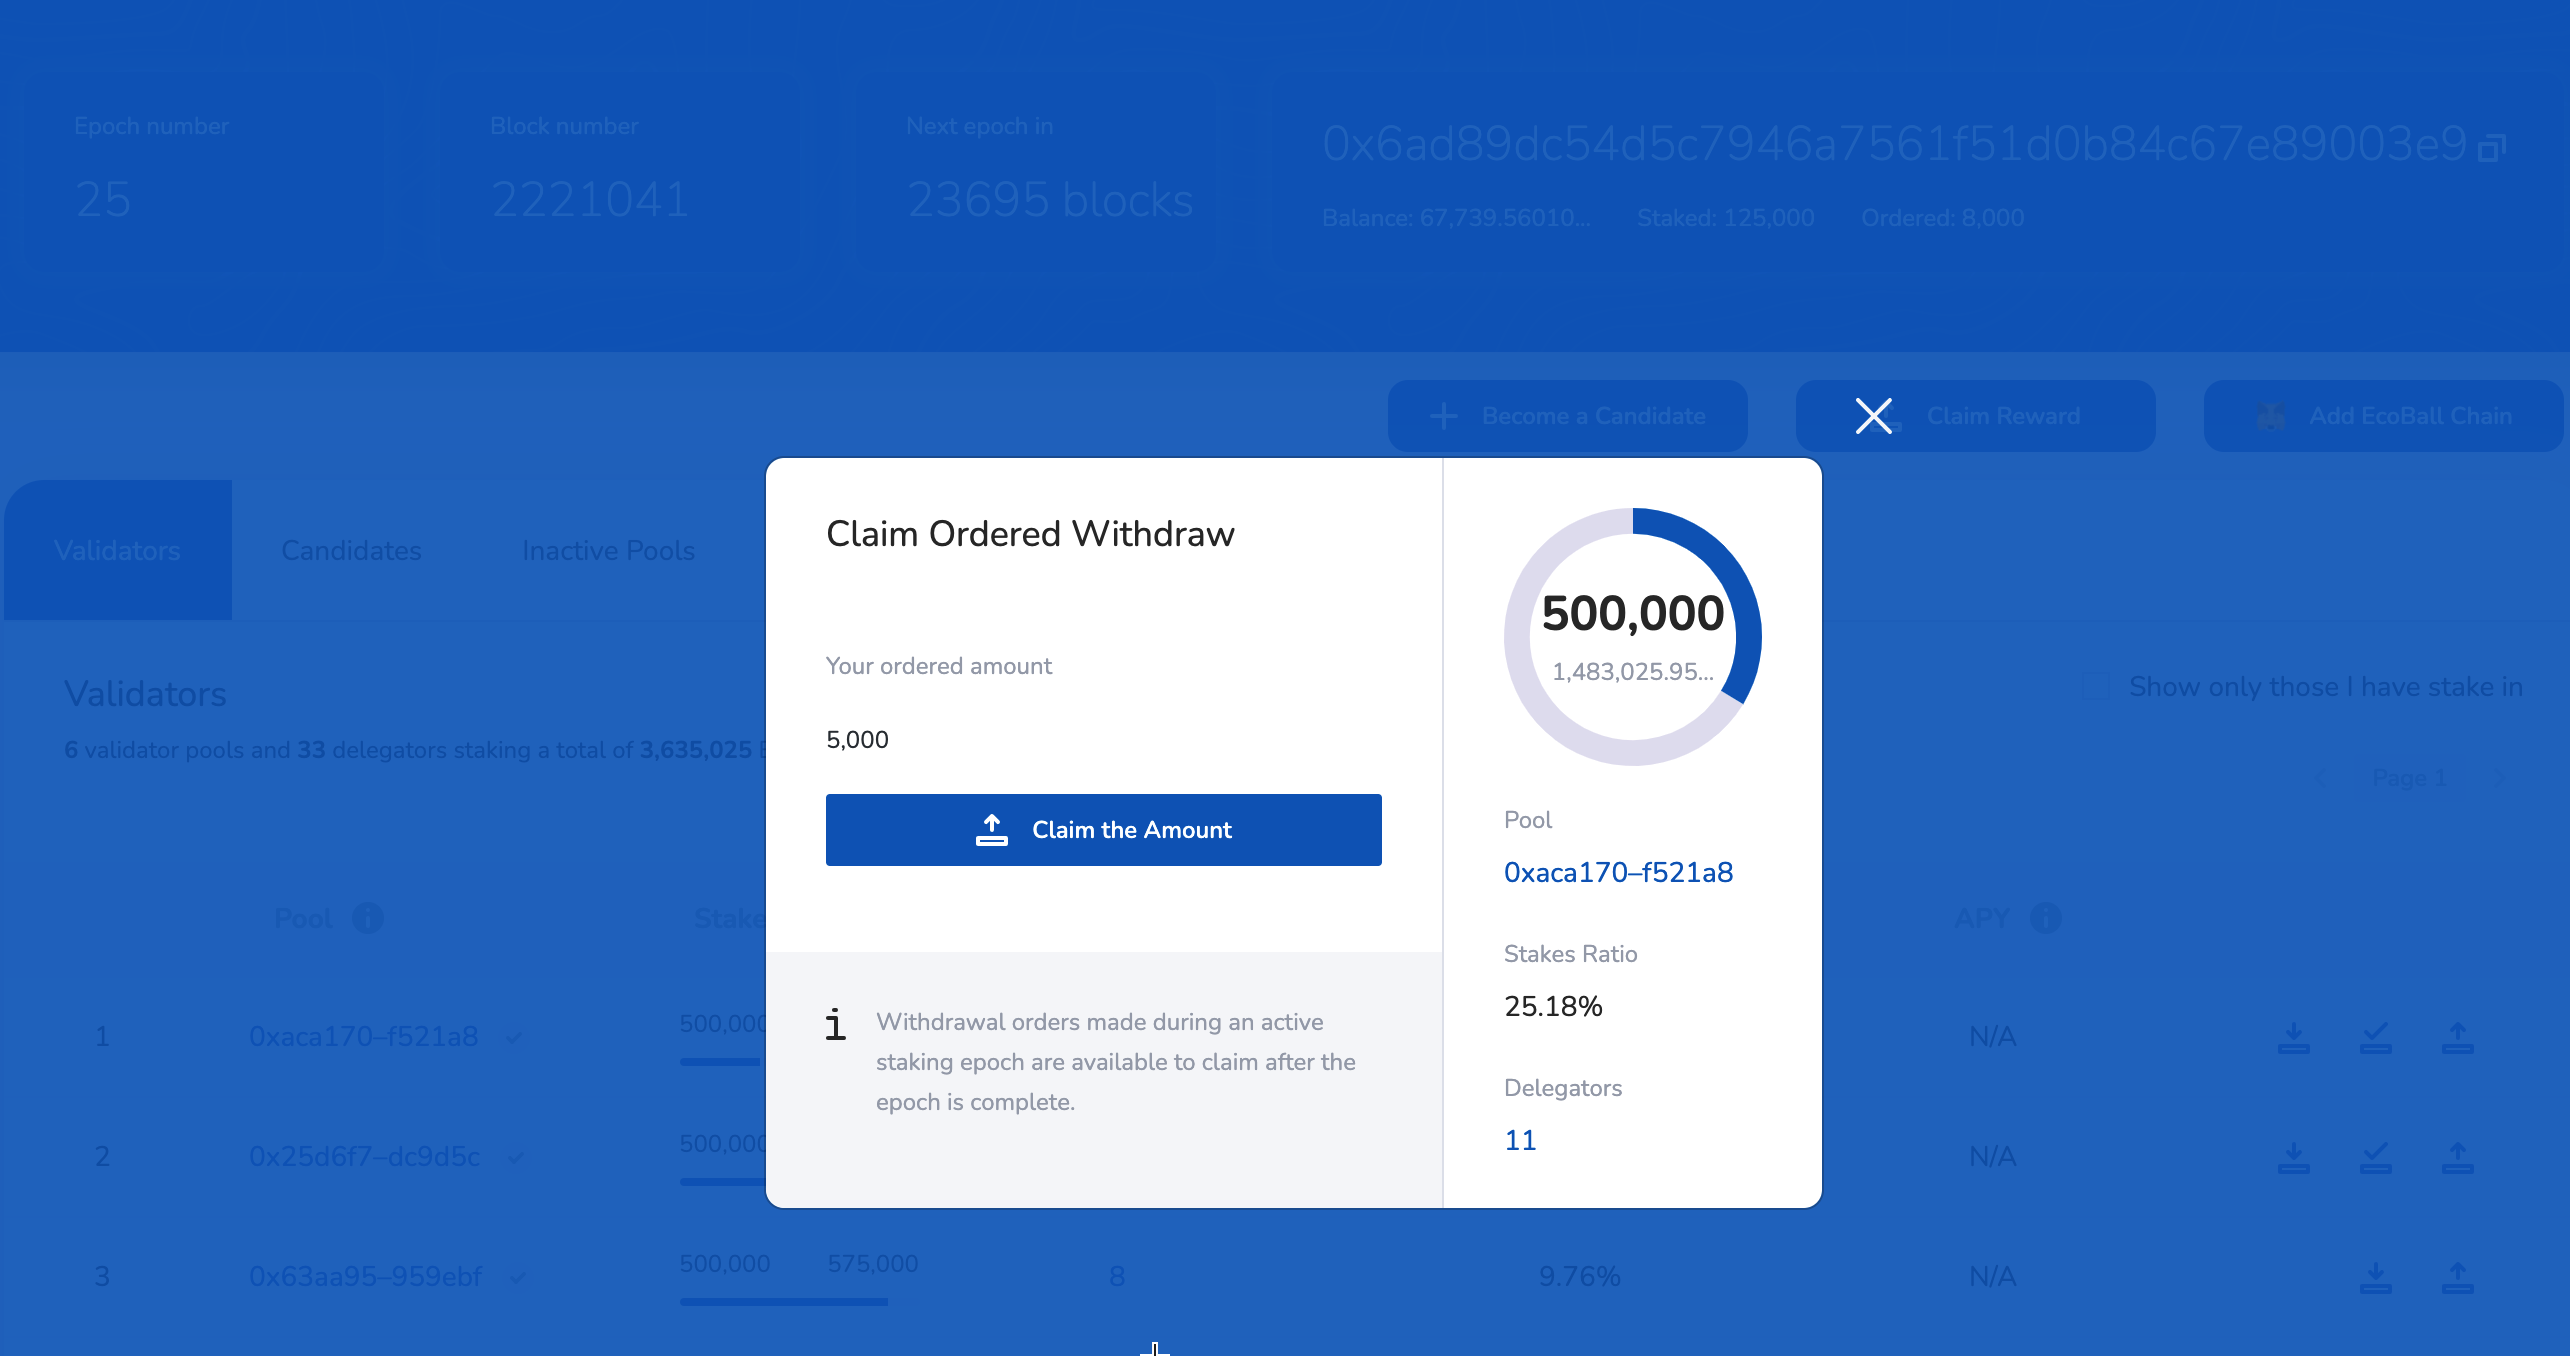 Epoch number
25
Block number
2221041
Next epoch in
23695 blocks
0x6ad89dc54d5c7946a7561f51d0b84c67e89003e9
Balance: 67,739.56010... Staked: 125,000 Ordered: 8,000
Become a Candidate
Claim Reward
Add EcoBall Chain
Validators
Candidates
Inactive Pools
Validators
6 validator pools and 33 delegators staking a total of 3,635,025
Show only those I have stake in
Page 1
Pool
Stake
APY
1 0xaca170–f521a8 500,000 N/A
2 0x25d6f7–dc9d5c 500,000 N/A
3 0x63aa95–959ebf 500,000 575,000 8 9.76% N/A
Claim Ordered Withdraw
Your ordered amount
5,000
Claim the Amount
Withdrawal orders made during an active
staking epoch are available to claim after the
epoch is complete.
500,000
1,483,025.95...
Pool
0xaca170–f521a8
Stakes Ratio
25.18%
Delegators
11